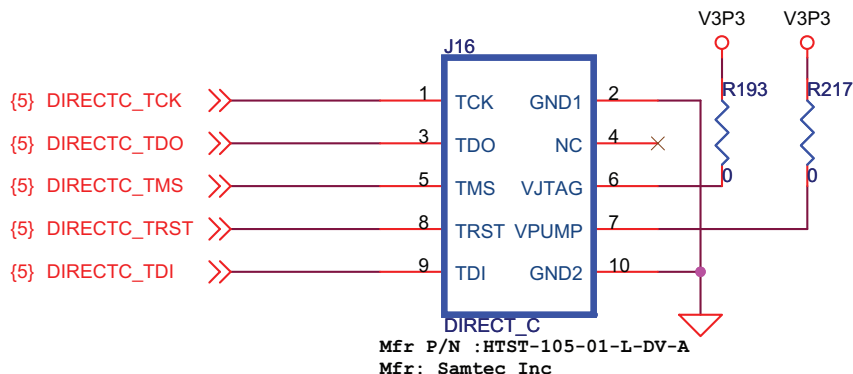 V3P3 V3P3
J16
R193 R217
{5} DIRECTC_TCK 1 TCK GND1 2
{5} DIRECTC_TDO 3 TDO NC 4
{5} DIRECTC_TMS 5 TMS VJTAG 6 0 0
{5} DIRECTC_TRST 8 TRST VPUMP 7
{5} DIRECTC_TDI 9 TDI GND2 10
DIRECT_C
Mfr P/N :HTST-105-01-L-DV-A
Mfr: Samtec Inc